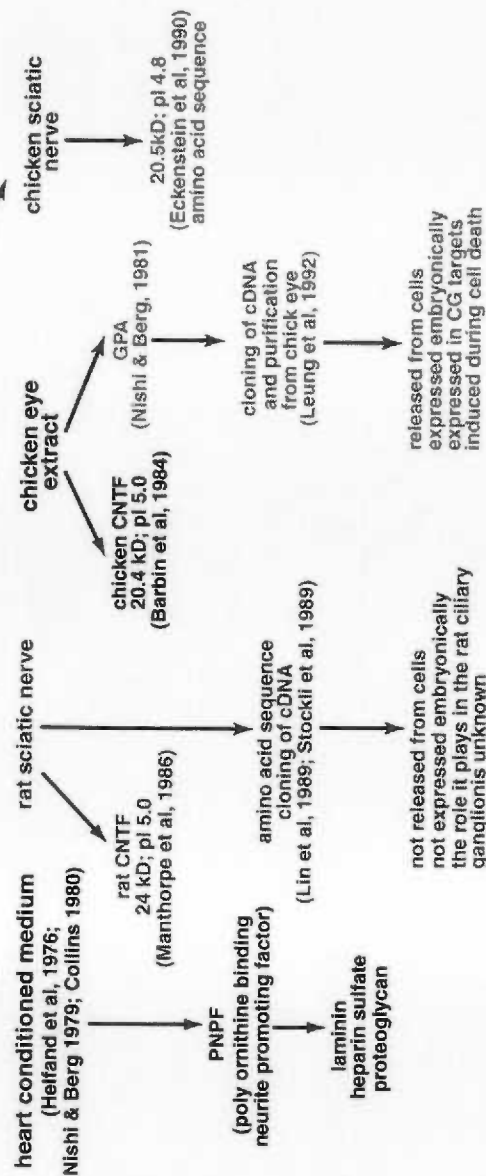 heart conditioned medium
(Helfand et al, 1976;
Nishi & Berg 1979; Collins 1980)
PNPF
(poly ornithine binding
neurite promoting factor)
laminin
heparin sulfate
proteoglycan
rat sciatic nerve
rat CNTF
24 kD; pI 5.0
(Manthorpe et al, 1986)
amino acid sequence
cloning of cDNA
(Lin et al, 1989; Stockli et al, 1989)
not released from cells
not expressed embryonically
the role it plays in the rat ciliary
ganglionis unknown
chicken eye
extract
chicken CNTF
20.4 kD; pI 5.0
(Barbin et al, 1984)
GPA
(Nishi & Berg, 1981)
cloning of cDNA
and purification
from chick eye
(Leung et al, 1992)
released from cells
expressed embryonically
expressed in CG targets
induced during cell death
chicken sciatic
nerve
20.5kD; pI 4.8
(Eckenstein et al, 1990)
amino acid sequence